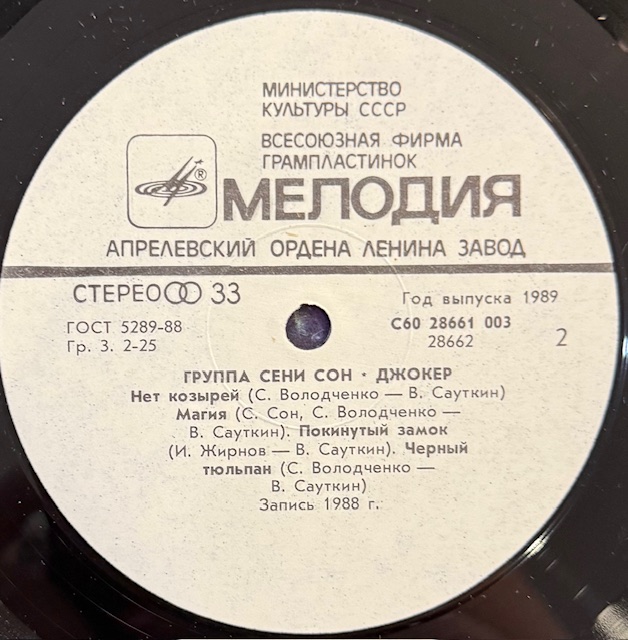 МИНИСТЕРСТВО
КУЛЬТУРЫ СССР
ВСЕСОЮЗНАЯ ФИРМА
ГРАМПЛАСТИНОК
®
МЕЛОДИЯ
АПРЕЛЕВСКИЙ ОРДЕНА ЛЕНИНА ЗАВОД
СТЕРЕО 33
Год выпуска 1989
ГОСТ 5289-88
С60 28661 003
Гр. 3. 2-25
28662
2
ГРУППА СЕНИ СОН · ДЖОКЕР
Нет козырей (С. Володченко — В. Сауткин)
Магия (С. Сон, С. Володченко —
В. Сауткин). Покинутый замок
(И. Жирнов — В. Сауткин). Черный
тюльпан (С. Володченко —
В. Сауткин)
Запись 1988 г.